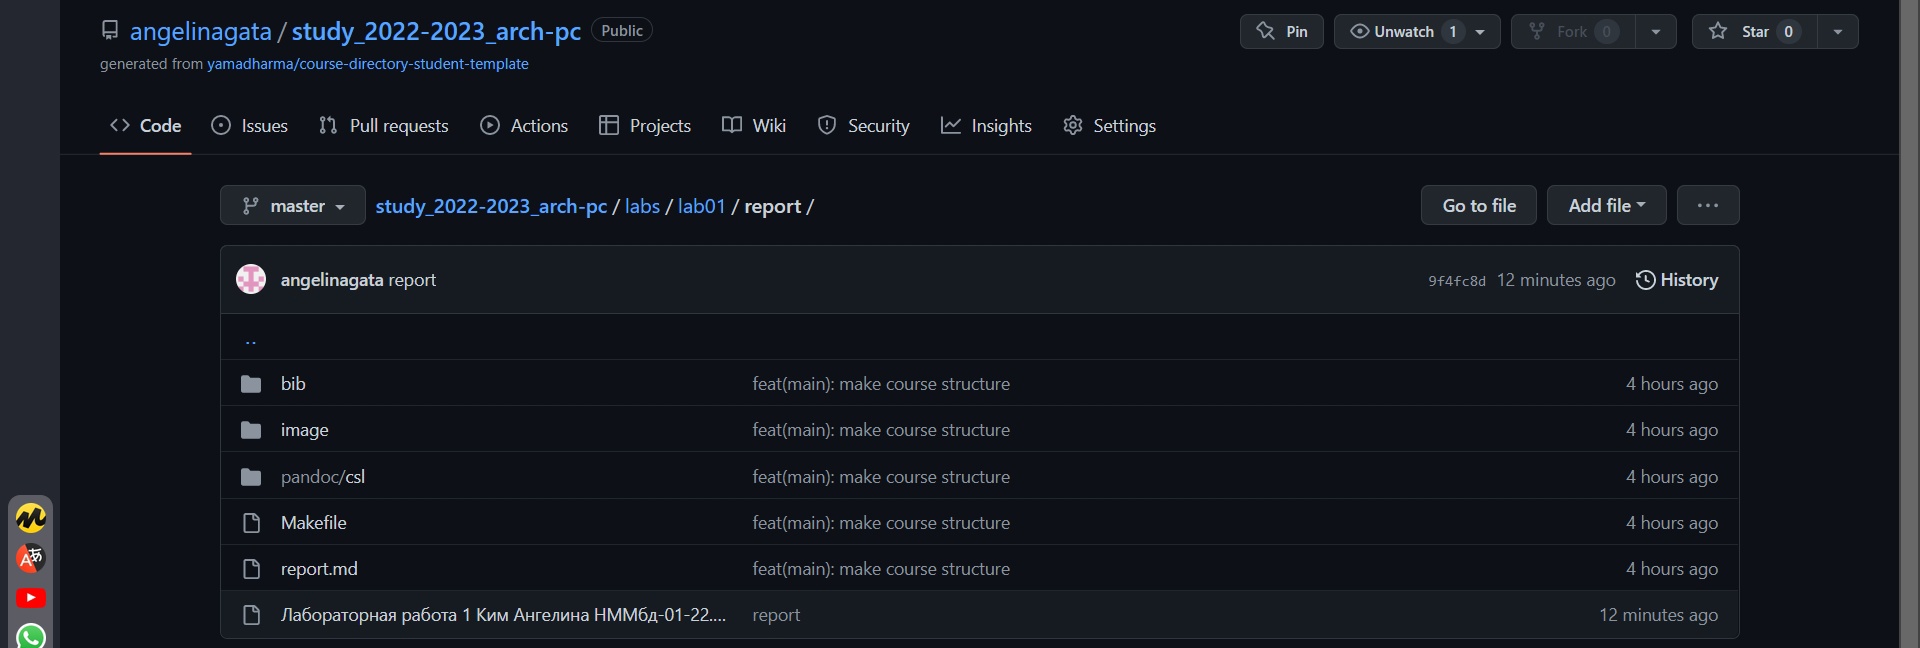 angelinagata / study_2022-2023_arch-pc Public
Pin Unwatch 1 Fork 0 Star 0
generated from yamadharma/course-directory-student-template
Code Issues Pull requests Actions Projects Wiki Security Insights Settings
master study_2022-2023_arch-pc / labs / lab01 / report / Go to file Add file ...
angelinagata report 9f4fc8d 12 minutes ago History
..
bib feat(main): make course structure 4 hours ago
image feat(main): make course structure 4 hours ago
pandoc/csl feat(main): make course structure 4 hours ago
Makefile feat(main): make course structure 4 hours ago
report.md feat(main): make course structure 4 hours ago
Лабораторная работа 1 Ким Ангелина НММбд-01-22.... report 12 minutes ago